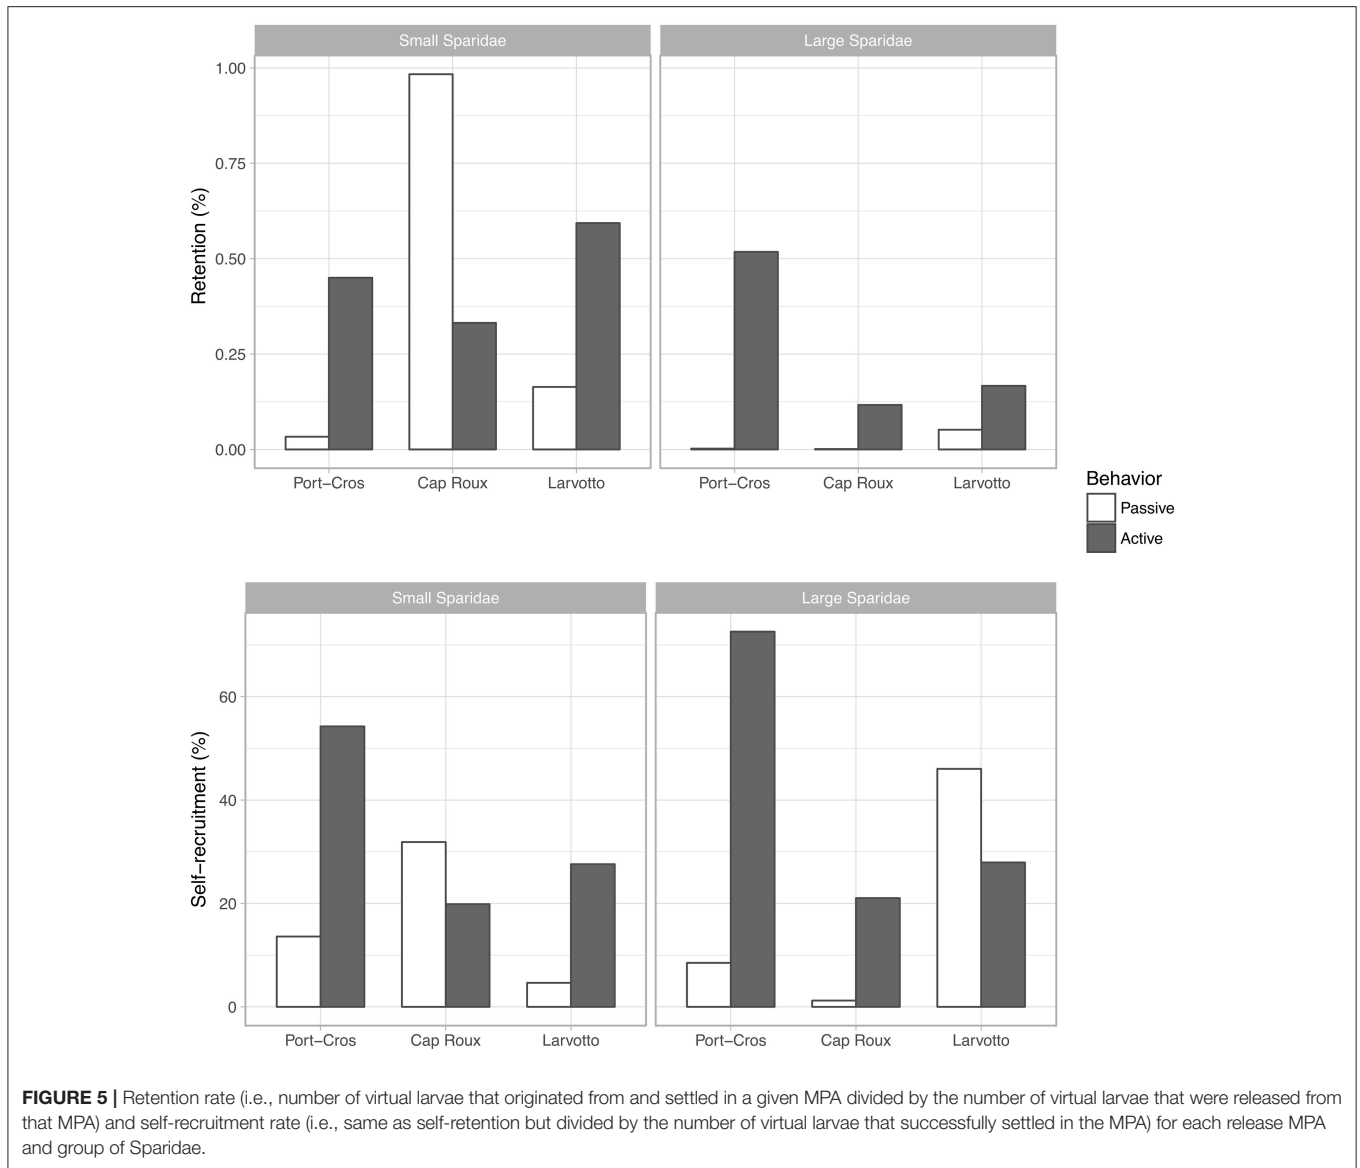 Small Sparidae
Large Sparidae
1.00
0.75
0.50
0.25
0.00
Retention (%)
Port–Cros
Cap Roux
Larvotto
Port–Cros
Cap Roux
Larvotto
Behavior
Passive
Active
Small Sparidae
Large Sparidae
60
40
20
0
Self–recruitment (%)
Port–Cros
Cap Roux
Larvotto
Port–Cros
Cap Roux
Larvotto
FIGURE 5 | Retention rate (i.e., number of virtual larvae that originated from and settled in a given MPA divided by the number of virtual larvae that were released from
that MPA) and self-recruitment rate (i.e., same as self-retention but divided by the number of virtual larvae that successfully settled in the MPA) for each release MPA
and group of Sparidae.